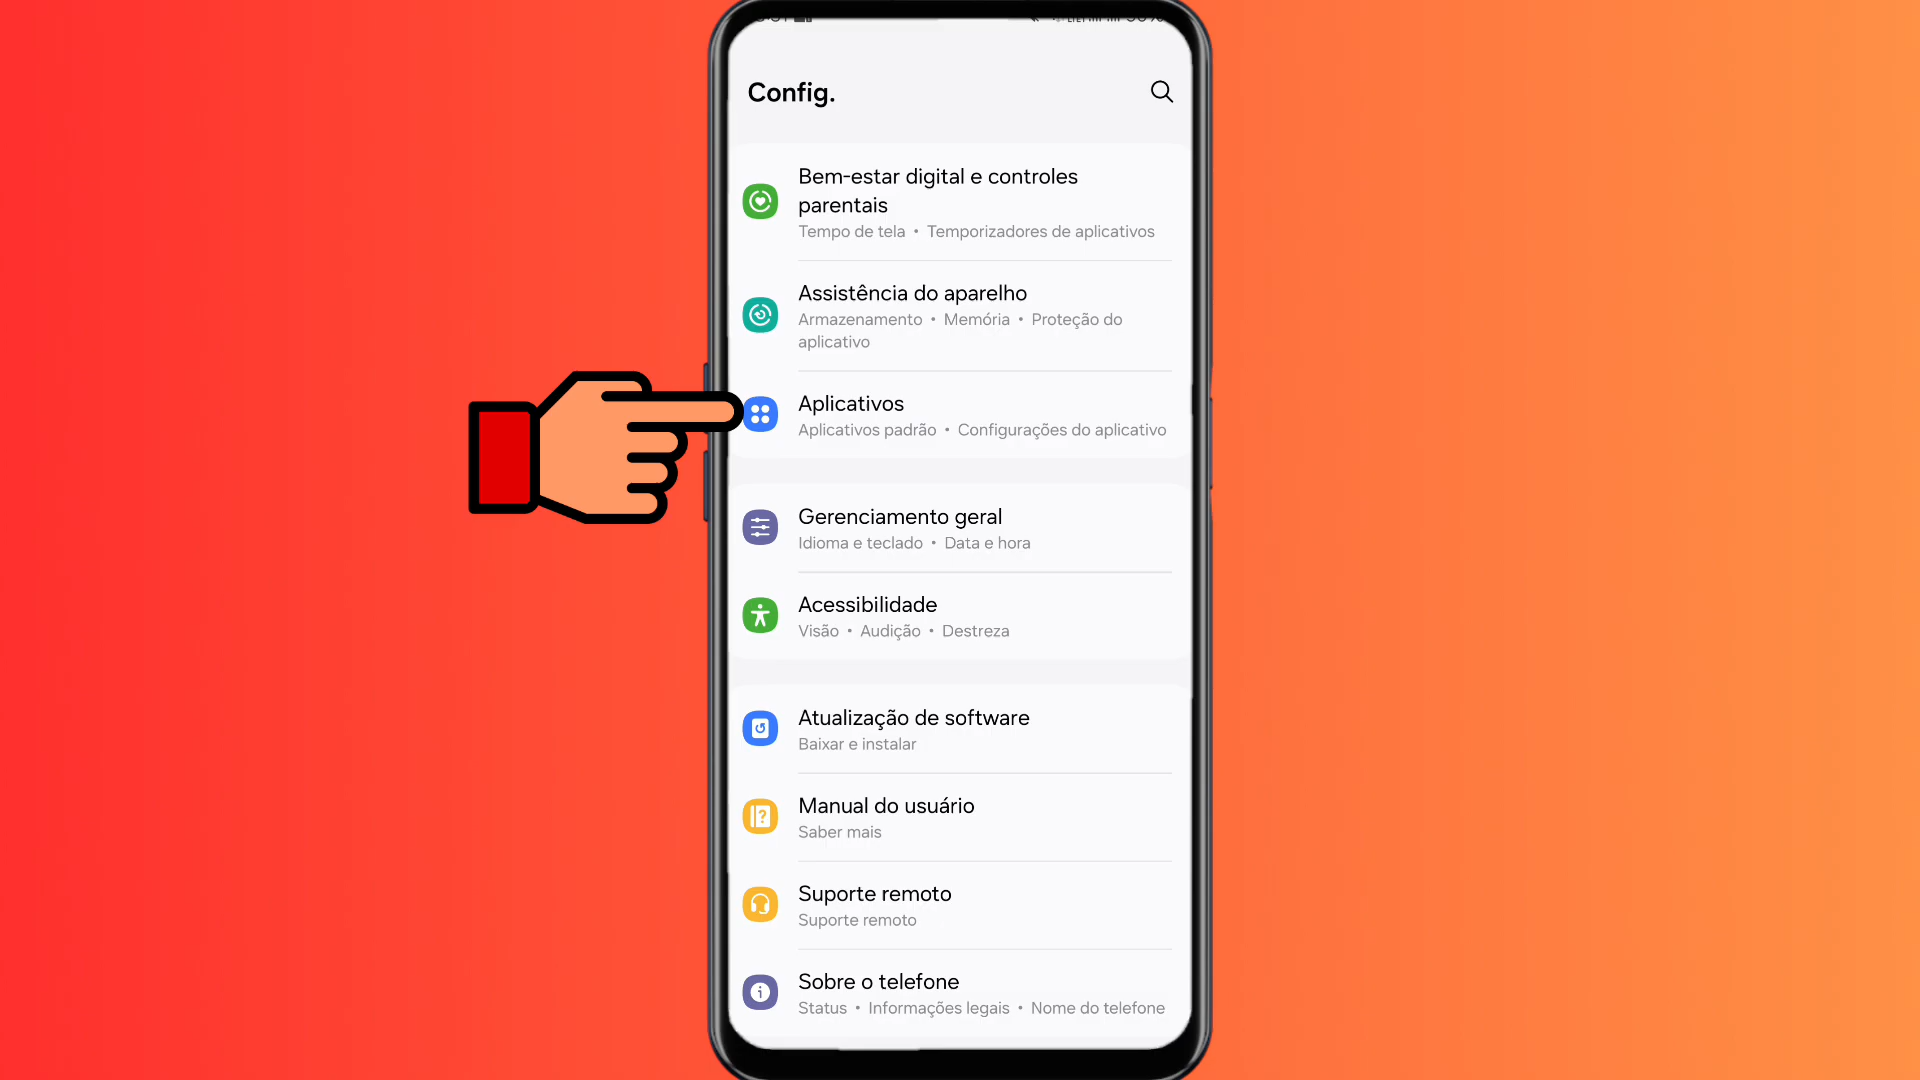 Config.
Bem-estar digital e controles
parentais
Tempo de tela • Temporizadores de aplicativos
Assistência do aparelho
Armazenamento • Memória • Proteção do
aplicativo
Aplicativos
Aplicativos padrão • Configurações do aplicativo
Gerenciamento geral
Idioma e teclado • Data e hora
Acessibilidade
Visão • Audição • Destreza
Atualização de software
Baixar e instalar
Manual do usuário
Saber mais
Suporte remoto
Suporte remoto
Sobre o telefone
Status • Informações legais • Nome do telefone